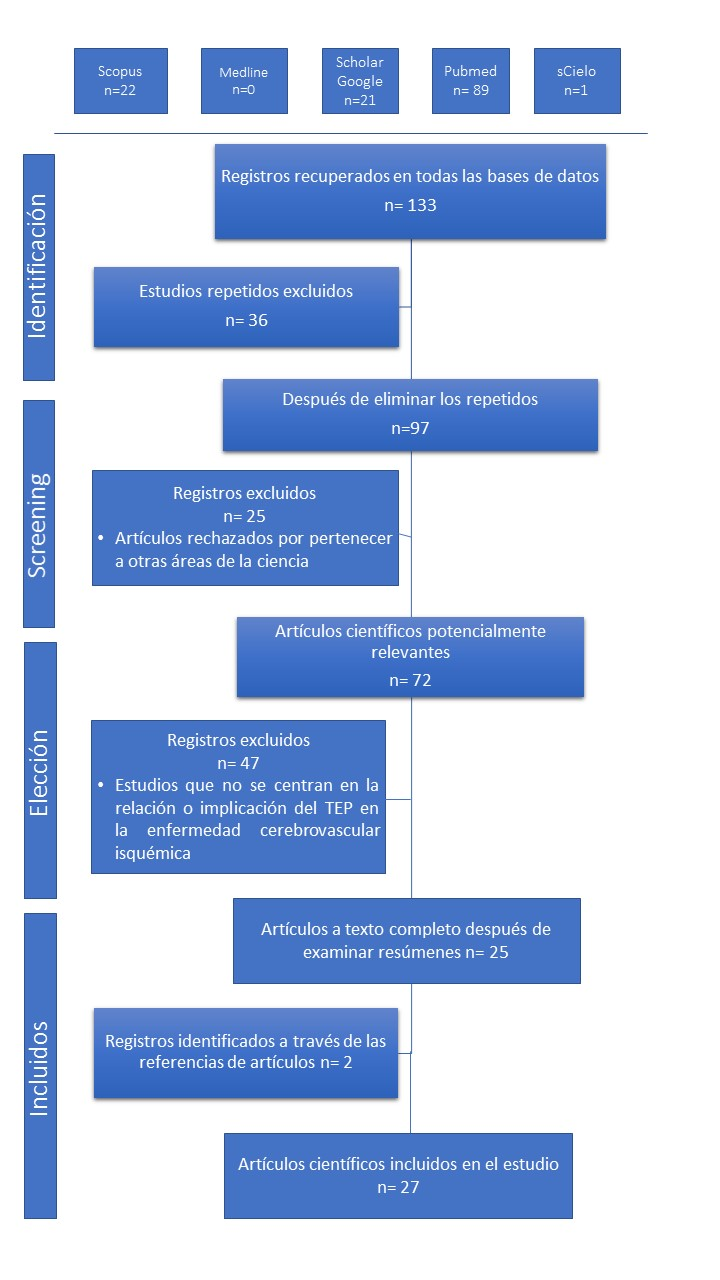 Scopus
n=22
Medline
n=0
Scholar
Google
n=21
Pubmed
n= 89
sCielo
n=1
Identificación
Registros recuperados en todas las bases de datos
n= 133
Estudios repetidos excluidos
n= 36
Screening
Después de eliminar los repetidos
n=97
Registros excluidos
n= 25
• Artículos rechazados por pertenecer
a otras áreas de la ciencia
Elección
Artículos científicos potencialmente
relevantes
n= 72
Registros excluidos
n= 47
• Estudios que no se centran en la
relación o implicación del TEP en
la enfermedad cerebrovascular
isquémica
Incluidos
Artículos a texto completo después de
examinar resúmenes n= 25
Registros identificados a través de las
referencias de artículos n= 2
Artículos científicos incluidos en el estudio
n= 27